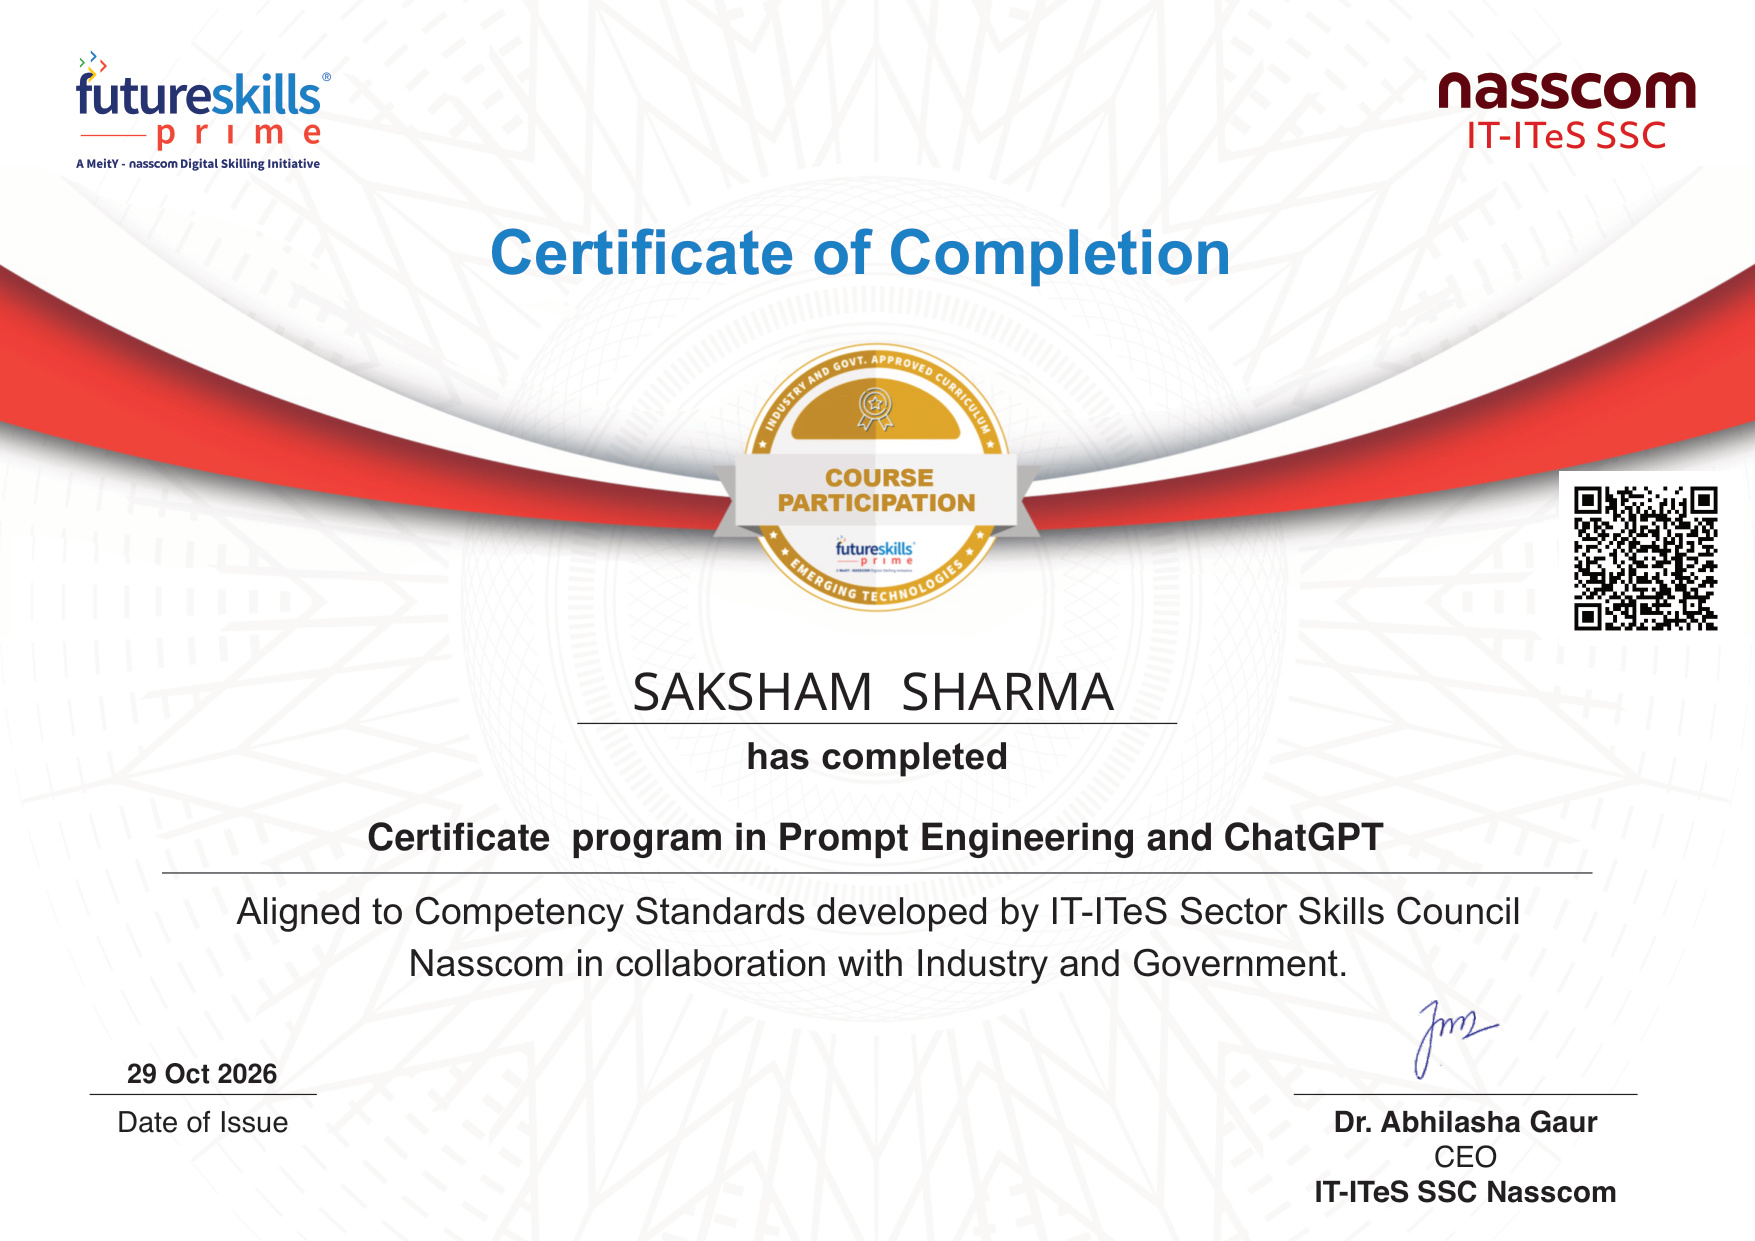 futureskills®
prime
A MeitY - nasscom Digital Skilling Initiative
nasscom
IT-ITeS SSC
Certificate of Completion
INDUSTRY AND GOVT. APPROVED CURRICULUM
COURSE
PARTICIPATION
futureskills
prime
EMERGING TECHNOLOGIES
SAKSHAM SHARMA
has completed
Certificate program in Prompt Engineering and ChatGPT
Aligned to Competency Standards developed by IT-ITeS Sector Skills Council
Nasscom in collaboration with Industry and Government.
29 Oct 2026
Date of Issue
Dr. Abhilasha Gaur
CEO
IT-ITeS SSC Nasscom